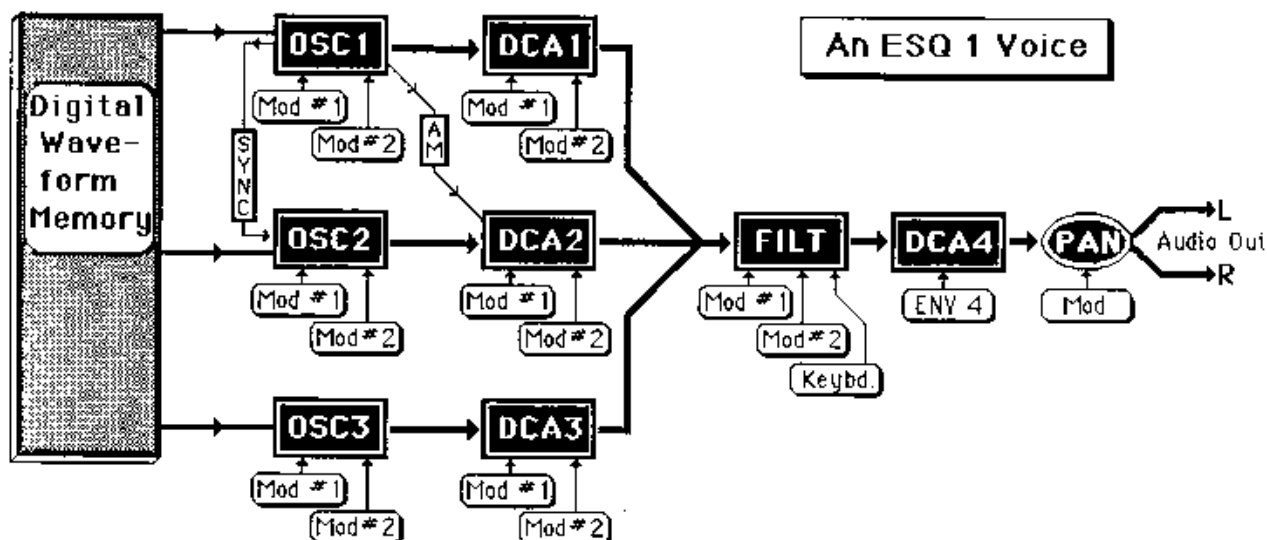 An ESQ 1 Voice
Digital
Wave-
form
Memory
OSC1
DCA1
Mod #1
Mod #2
Mod #1
Mod #2
SYNC
AM
OSC2
DCA2
Mod #1
Mod #2
Mod #1
Mod #2
FILT
DCA4
PAN
L
Audio Out
R
Mod #1
Mod #2
Keybd.
ENV 4
Mod
OSC3
DCA3
Mod #1
Mod #2
Mod #1
Mod #2